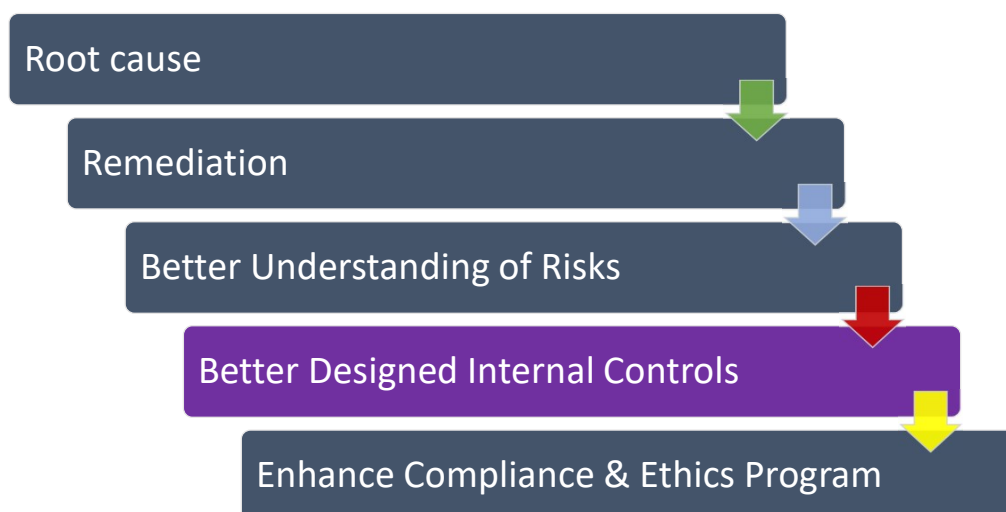 Root cause
Remediation
Better Understanding of Risks
Better Designed Internal Controls
Enhance Compliance & Ethics Program